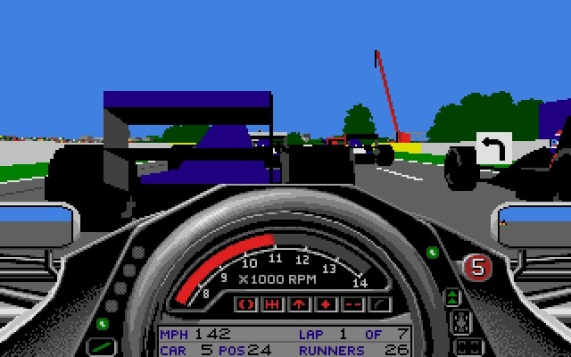 11
10 12
9 13
8 X1000 RPM 14
5
MPH 142 LAP 1 OF 7
CAR 5 POS 24 RUNNERS 26